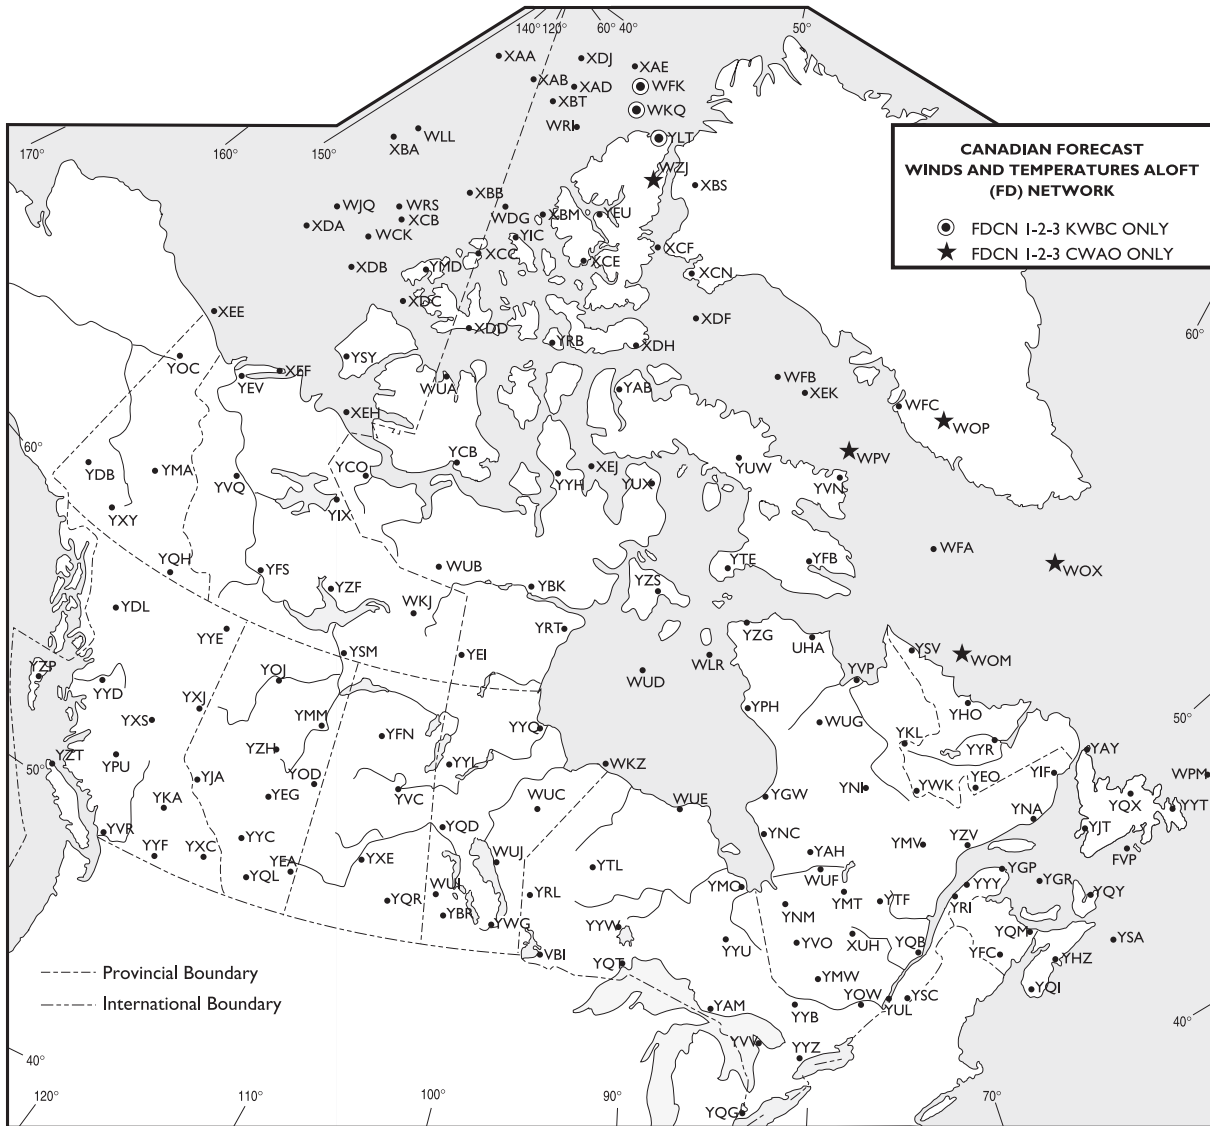 140° 120° 60° 40° 50°
XAA
XDJ
XAE
XAB
XAD
WFK
XBT
WKQ
WRI
YLT
WLL
XBA
170° 160° 150°
CANADIAN FORECAST
WINDS AND TEMPERATURES ALOFT
(FD) NETWORK
FDCN 1-2-3 KWBC ONLY
FDCN 1-2-3 CWAO ONLY
WZJ
XBS
XBB
WJQ
WRS
WDG
XBM
YEU
XDA
XCB
WCK
YIC
XCC
XCE
XCF
XDB
YMD
XCN
XDC
XEE
XDD
YRB
XDH
XDF
60°
YOC
YSY
XEF
YEV
WUA
YAB
WFB
XEK
WFC
WOP
XEH
60°
YDB
YMA
YVQ
YCO
YCB
YYH
XEJ
YUX
YUW
WPV
YVN
YXY
YIX
YQH
YFS
WUB
YBK
YZS
YTE
YFB
WFA
WOX
YZF
YDL
WKJ
YYE
YRT
YZG
UHA
YSV
WOM
YSM
YEI
WLR
WUD
YZP
YYD
YOJ
YVP
YXJ
YPH
YHO
50°
YXS
YMM
WUG
YFN
YYQ
YKL
YYR
YZH
YPU
YZT
50°
YYL
WKZ
YAY
YJA
YOD
YVC
YEG
YGW
YNI
YWK
YEO
YIF
WPM
YKA
WUC
WUE
YQX
YYT
YVR
YYC
YQD
YNC
YNA
YJT
YYF
YXC
YEA
YXE
WUJ
YTL
YAH
YMV
YZV
FVP
YQL
WUF
YGP
YMO
YYY
YGR
YQR
WUI
YRL
YMT
YTF
YRI
YQY
YBR
YWG
YYW
YNM
YVO
XUH
YQB
YQM
YSA
YYU
VBI
YQT
YFC
YHZ
YMW
YQI
Provincial Boundary
International Boundary
YAM
YYB
YOW
YUL
YSC
40°
YVV
YYZ
40°
YQG
120° 110° 100° 90° 70°